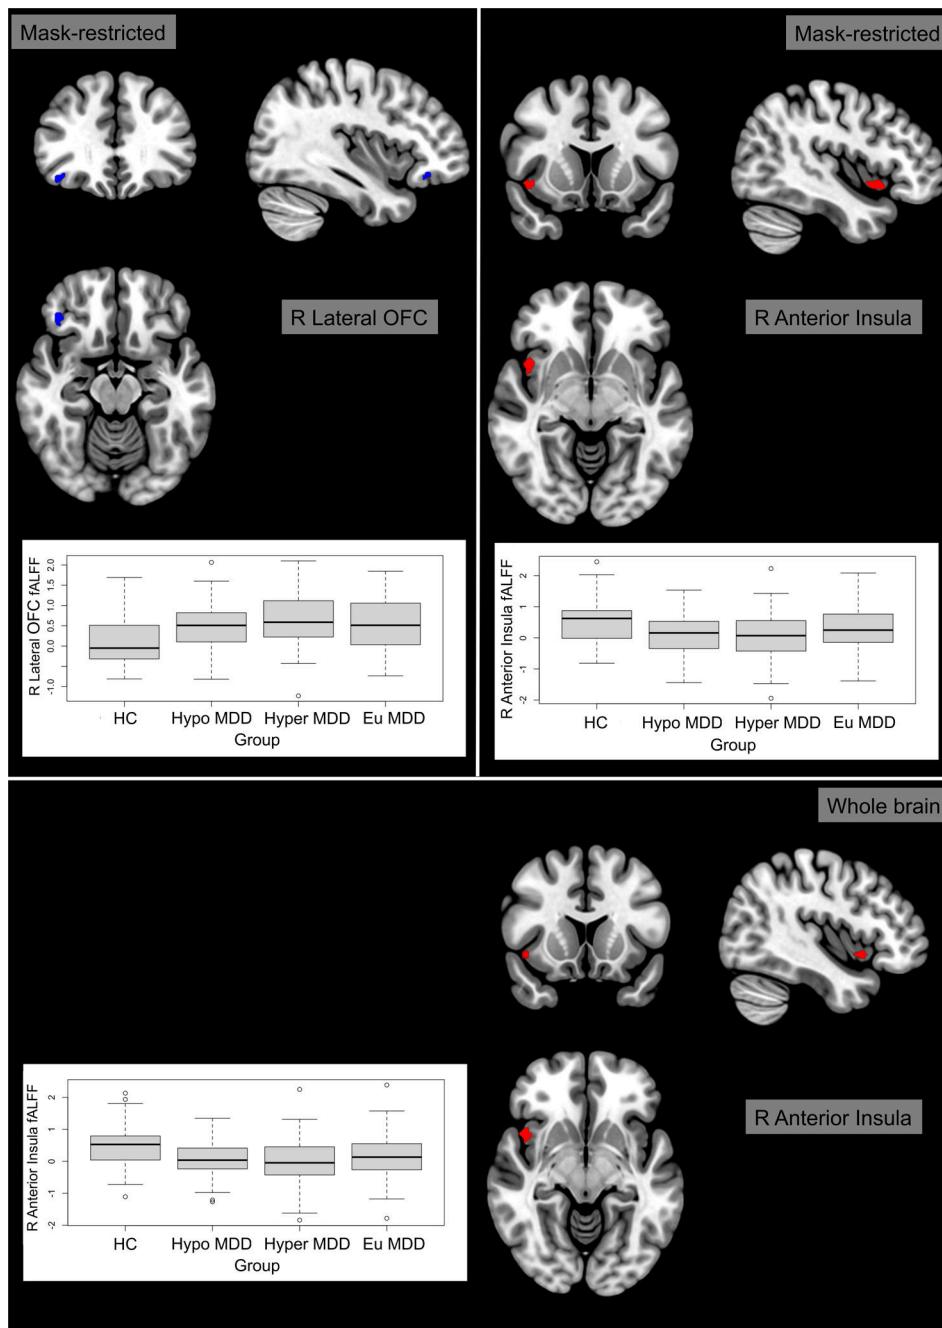 Mask-restricted
R Lateral OFC
R Lateral OFC fALFF
2.0
1.5
1.0
0.5
0.0
-1.0
HC Hypo MDD Hyper MDD Eu MDD
Group
Mask-restricted
R Anterior Insula
R Anterior Insula fALFF
2
1
0
-1
-2
HC Hypo MDD Hyper MDD Eu MDD
Group
Whole brain
R Anterior Insula
R Anterior Insula fALFF
2
1
0
-1
-2
HC Hypo MDD Hyper MDD Eu MDD
Group